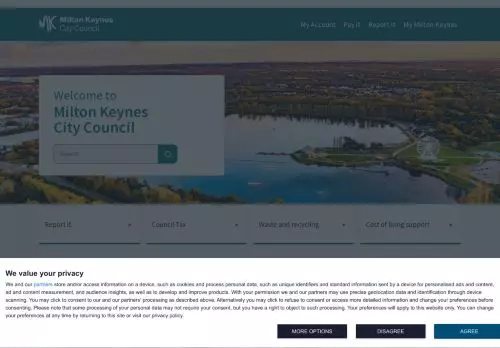 Milton Keynes
City Council
My Account Pay it Report it My Milton Keynes
Welcome to
Milton Keynes
City Council
Search
Report it
Council Tax
Waste and recycling
Cost of living support
We value your privacy
We and our partners store and/or access information on a device, such as cookies and process personal data, such as unique identifiers and standard information sent by a device for personalised ads and content,
ad and content measurement, and audience insights, as well as to develop and improve products. With your permission we and our partners may use precise geolocation data and identification through device
scanning. You may click to consent to our and our partners' processing as described above. Alternatively you may click to refuse to consent or access more detailed information and change your preferences before
consenting. Please note that some processing of your personal data may not require your consent, but you have a right to object to such processing. Your preferences will apply to this website only. You can change
your preferences at any time by returning to this site or visit our privacy policy.
MORE OPTIONS
DISAGREE
AGREE